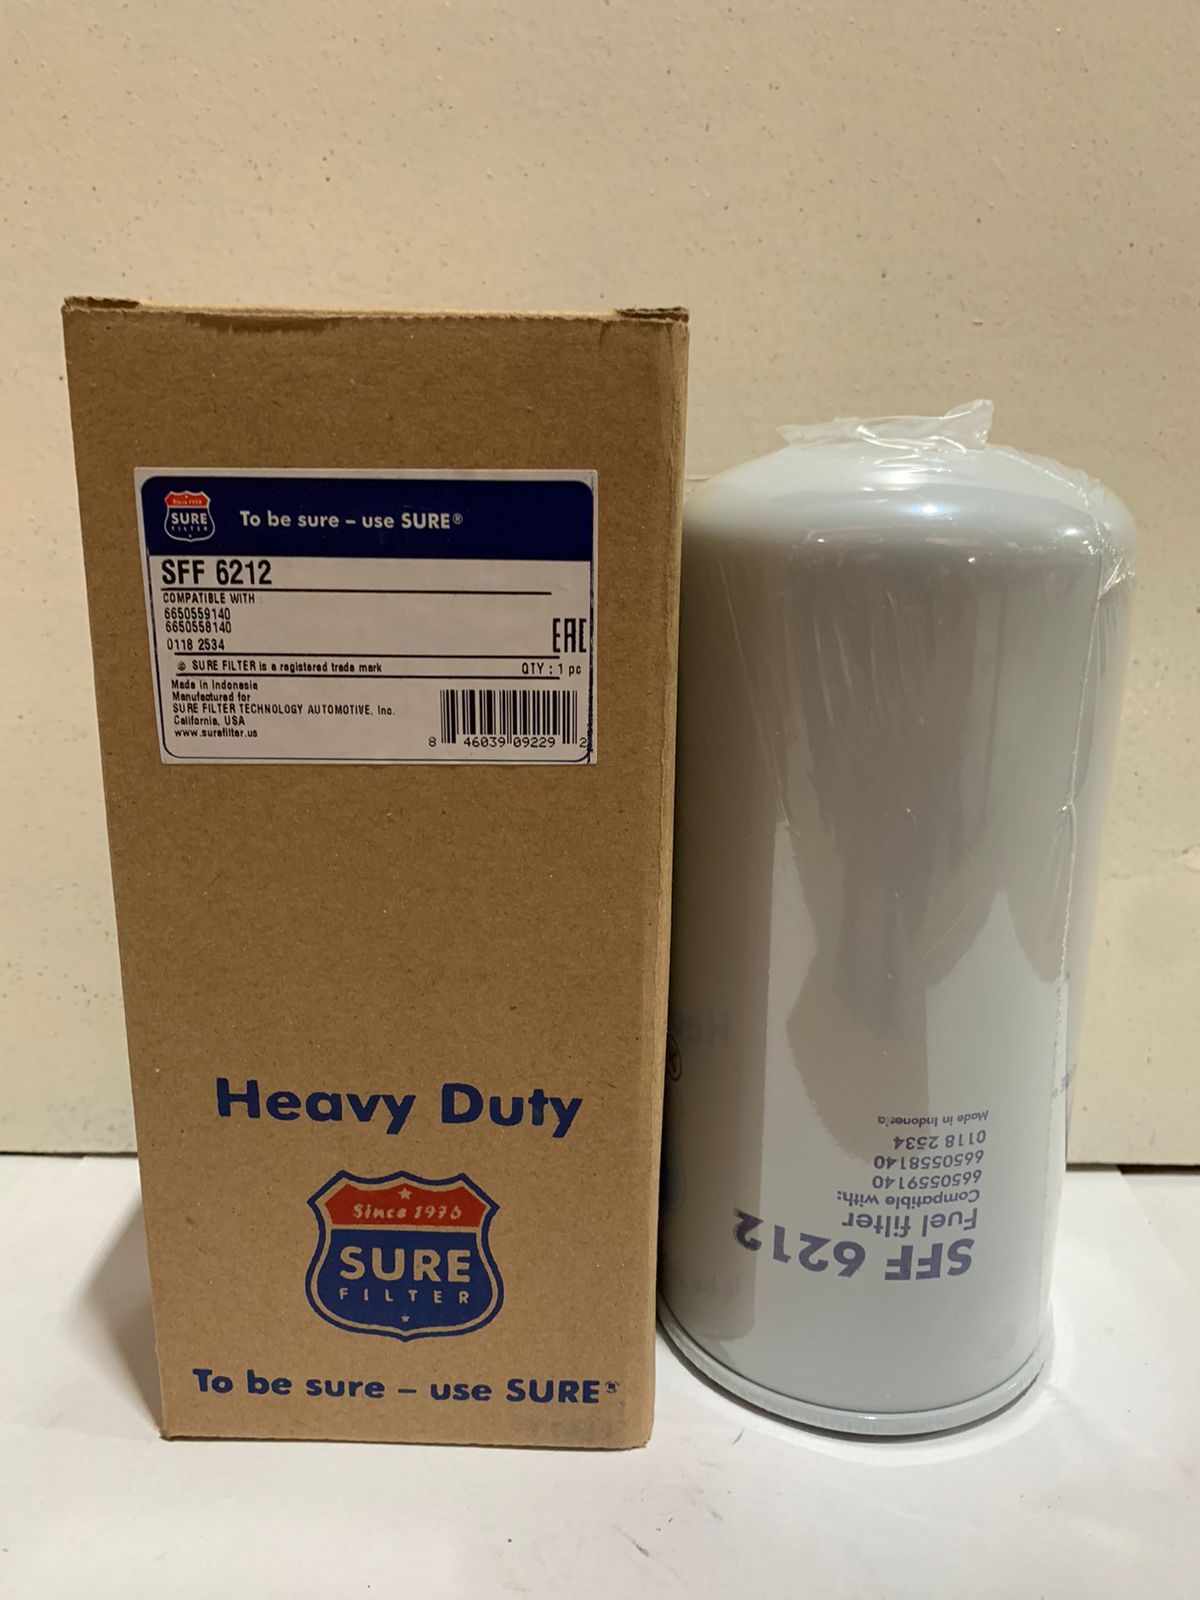 Since 1976
SURE
FILTER
To be sure – use SURE®
SFF 6212
COMPATIBLE WITH :
6650559140
6650558140
0118 2534
EAC
® SURE FILTER is a registered trade mark
QTY : 1 pc
Made in Indonesia
Manufactured for
SURE FILTER TECHNOLOGY AUTOMOTIVE, Inc.
California, USA
www.surefilter.us
8 46039 09229 2
Heavy Duty
Since 1976
SURE
FILTER
To be sure – use SURE®
SFF 6212
Fuel filter
Compatible with:
6650559140
6650558140
0118 2534
Made in Indonesia